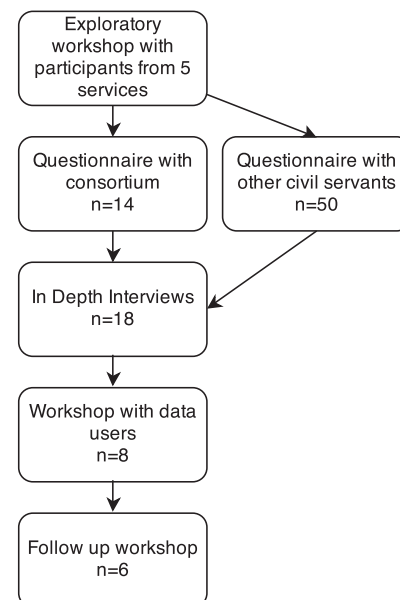 Exploratory
workshop with
participants from 5
services
Questionnaire with
consortium
n=14
Questionnaire with
other civil servants
n=50
In Depth Interviews
n=18
Workshop with data
users
n=8
Follow up workshop
n=6